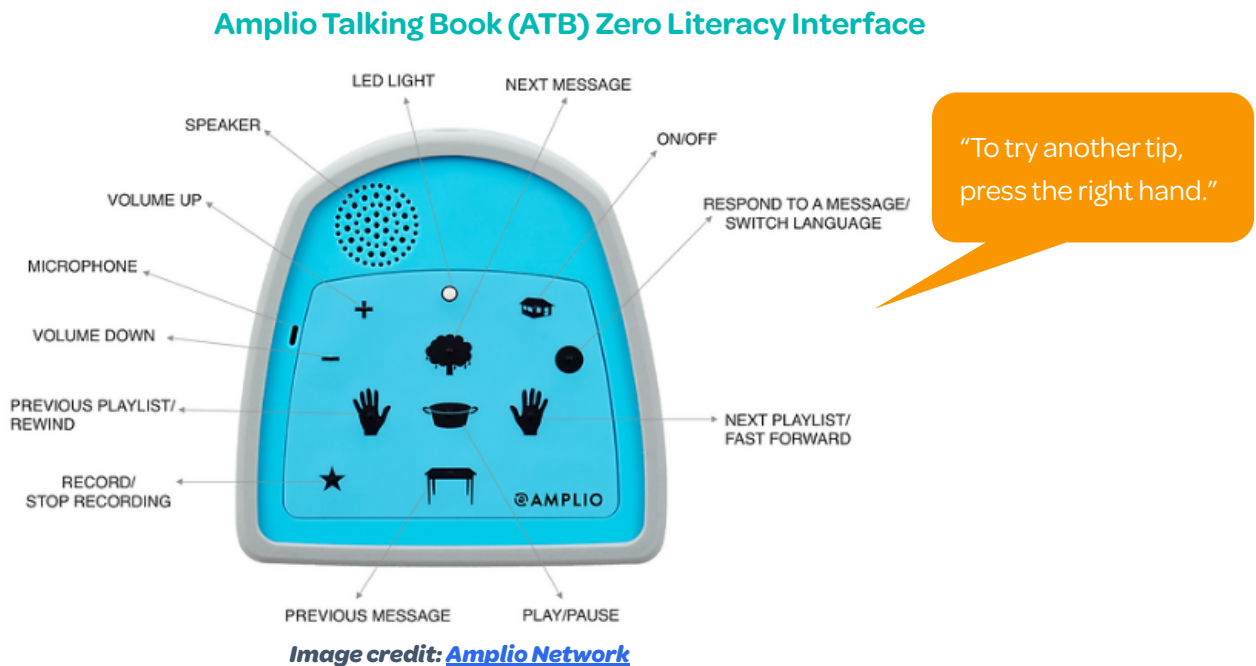 Amplio Talking Book (ATB) Zero Literacy Interface
LED LIGHT
NEXT MESSAGE
SPEAKER
ON/OFF
"To try another tip,
press the right hand."
VOLUME UP
RESPOND TO A MESSAGE/
SWITCH LANGUAGE
MICROPHONE
VOLUME DOWN
PREVIOUS PLAYLIST/
REWIND
NEXT PLAYLIST/
FAST FORWARD
RECORD/
STOP RECORDING
AMPLIO
PREVIOUS MESSAGE
PLAY/PAUSE
Image credit: Amplio Network